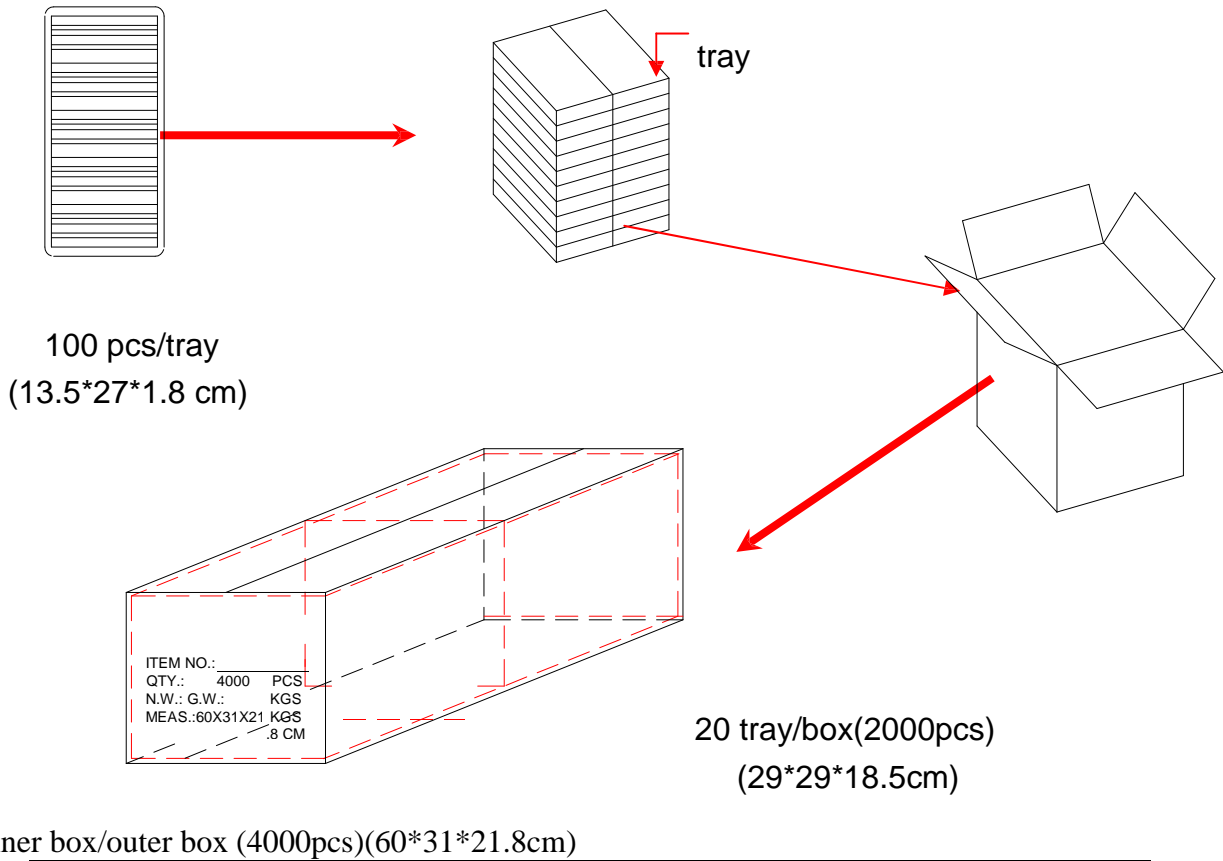 tray
100 pcs/tray
(13.5*27*1.8 cm)
ITEM NO.:
QTY.: 4000 PCS
N.W.: G.W.: KGS
MEAS.:60X31X21 KGS
.8 CM
20 tray/box(2000pcs)
(29*29*18.5cm)
ner box/outer box (4000pcs)(60*31*21.8cm)